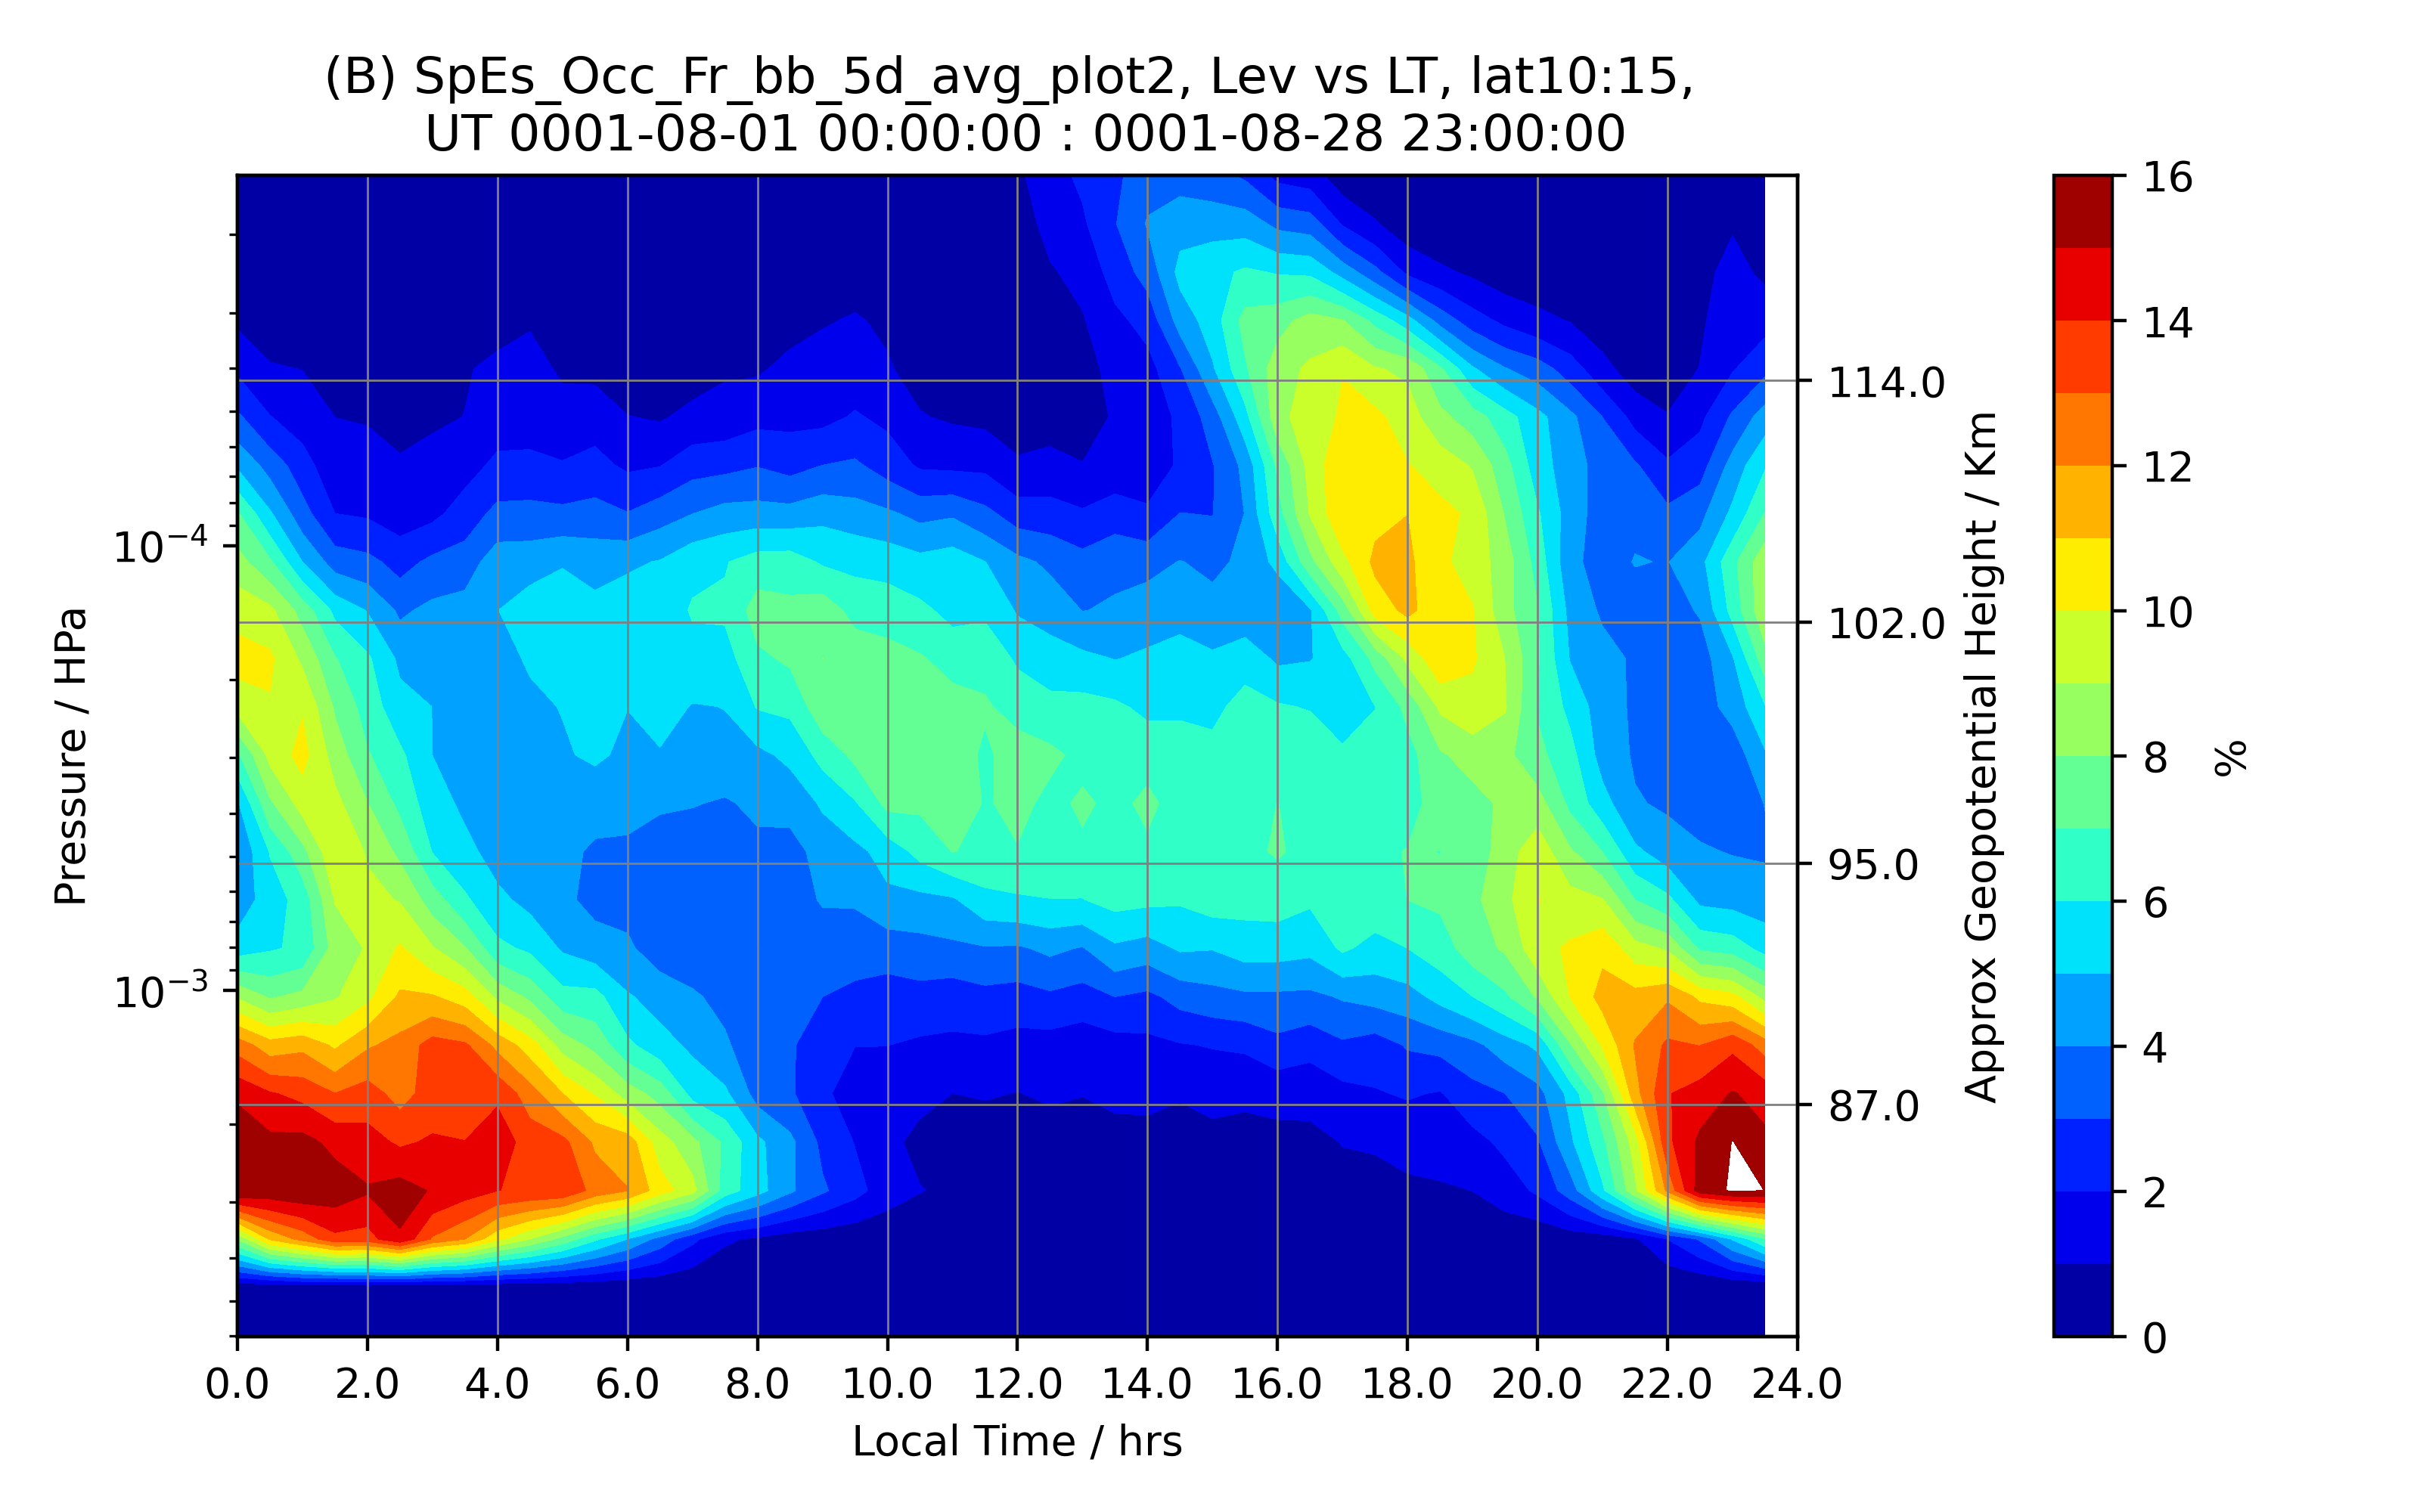 (B) SpEs_Occ_Fr_bb_5d_avg_plot2, Lev vs LT, lat10:15,
UT 0001-08-01 00:00:00 : 0001-08-28 23:00:00
Pressure / HPa
10⁻⁴
10⁻³
0.0 2.0 4.0 6.0 8.0 10.0 12.0 14.0 16.0 18.0 20.0 22.0 24.0
Local Time / hrs
114.0
102.0
95.0
87.0
Approx Geopotential Height / Km
16
14
12
10
8
6
4
2
0
%